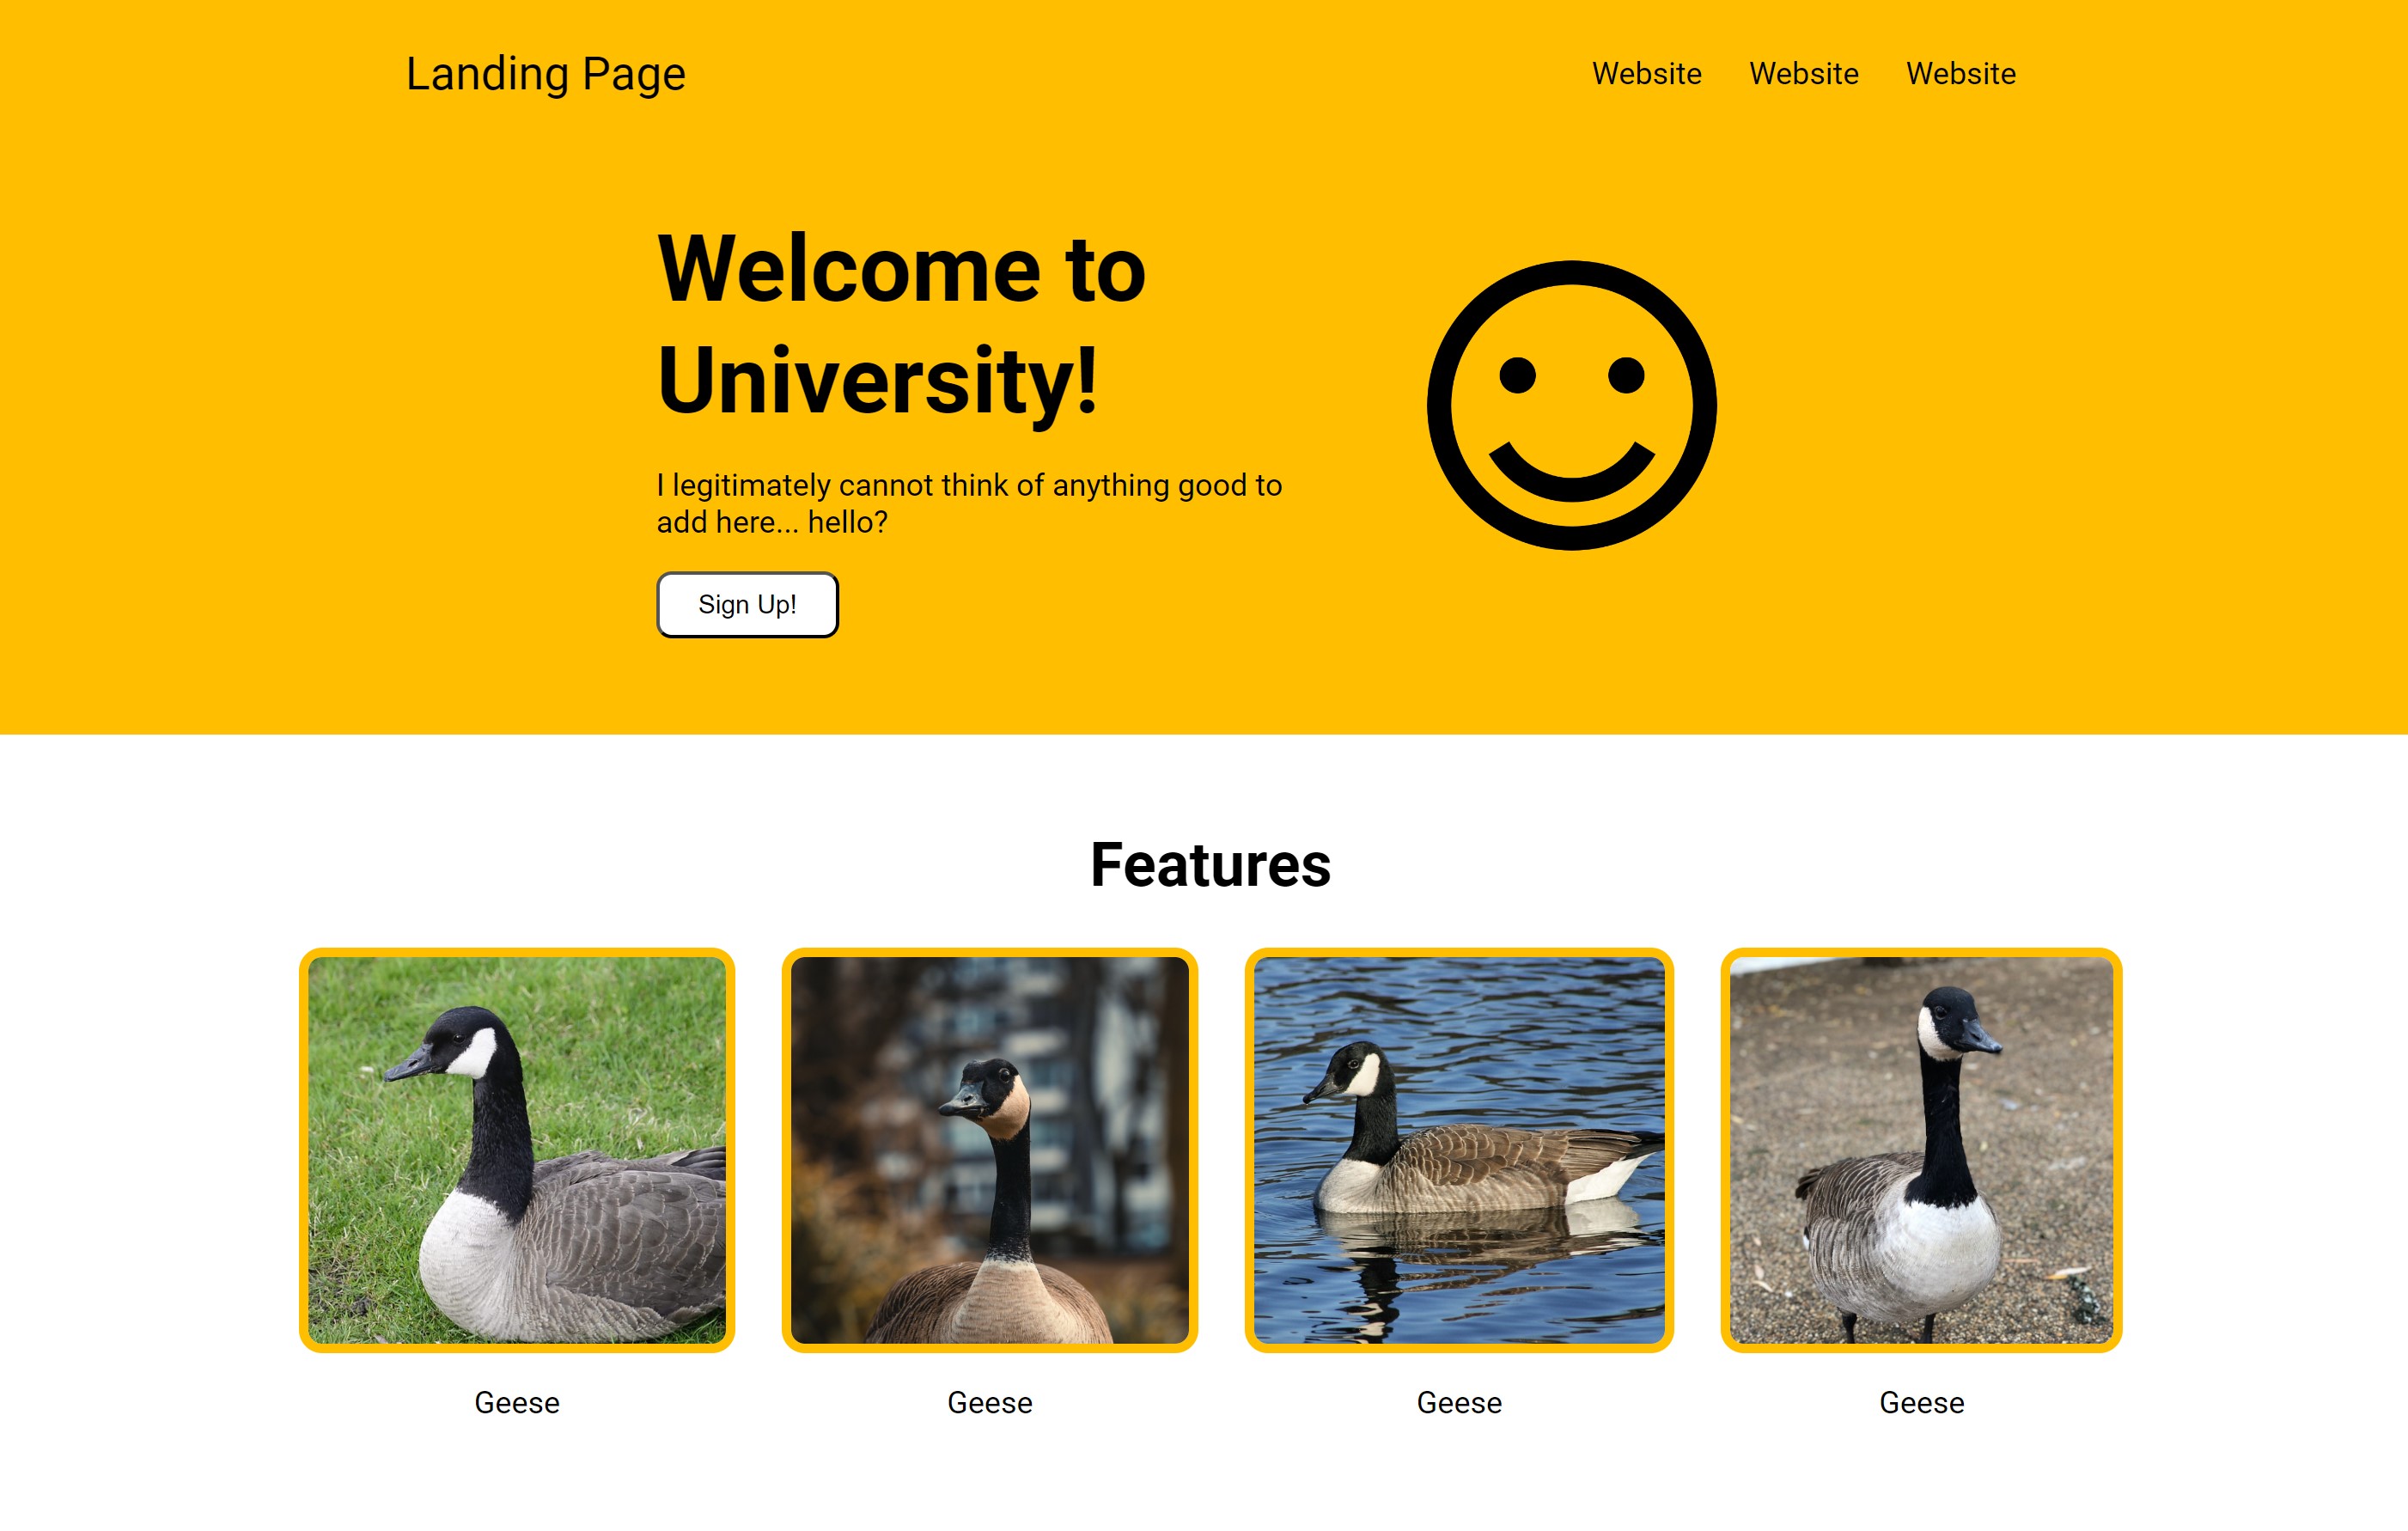 Landing Page
Website Website Website
Welcome to
University!
I legitimately cannot think of anything good to
add here... hello?
Sign Up!
Features
Geese Geese Geese Geese